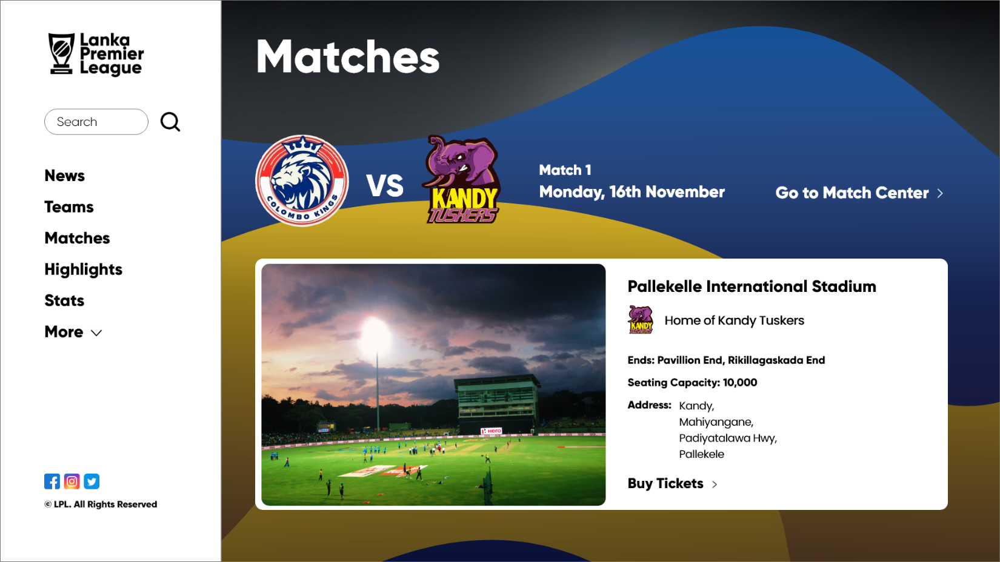 Lanka
Premier
League
Search
News
Teams
Matches
Highlights
Stats
More
© LPL. All Rights Reserved
Matches
COLOMBO KINGS
VS
KANDY
TUSKERS
Match 1
Monday, 16th November
Go to Match Center
Hero
Pallekelle International Stadium
KANDY
TUSKERS
Home of Kandy Tuskers
Ends: Pavillion End, Rikillagaskada End
Seating Capacity: 10,000
Address: Kandy,
Mahiyangane,
Padiyatalawa Hwy,
Pallekele
Buy Tickets